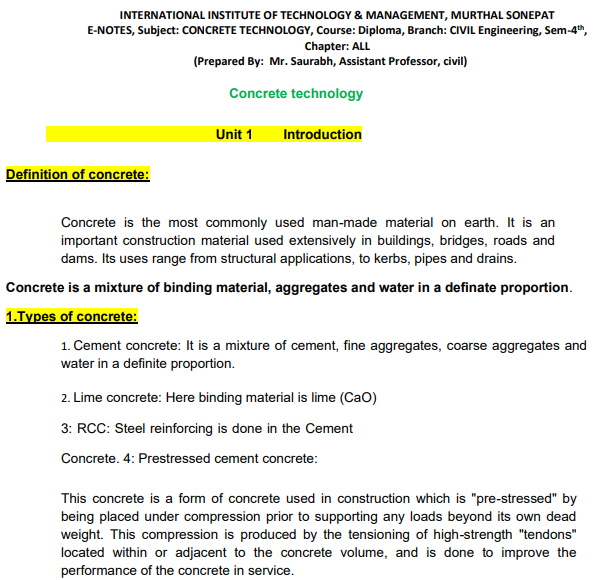 INTERNATIONAL INSTITUTE OF TECHNOLOGY & MANAGEMENT, MURTHAL SONEPAT
E-NOTES, Subject: CONCRETE TECHNOLOGY, Course: Diploma, Branch: CIVIL Engineering, Sem-4th,
Chapter: ALL
(Prepared By: Mr. Saurabh, Assistant Professor, civil)
Concrete technology
Unit 1 Introduction
Definition of concrete:
Concrete is the most commonly used man-made material on earth. It is an
important construction material used extensively in buildings, bridges, roads and
dams. Its uses range from structural applications, to kerbs, pipes and drains.
Concrete is a mixture of binding material, aggregates and water in a definate proportion.
1.Types of concrete:
1. Cement concrete: It is a mixture of cement, fine aggregates, coarse aggregates and
water in a definite proportion.
2. Lime concrete: Here binding material is lime (CaO)
3: RCC: Steel reinforcing is done in the Cement
Concrete. 4: Prestressed cement concrete:
This concrete is a form of concrete used in construction which is "pre-stressed" by
being placed under compression prior to supporting any loads beyond its own dead
weight. This compression is produced by the tensioning of high-strength "tendons"
located within or adjacent to the concrete volume, and is done to improve the
performance of the concrete in service.